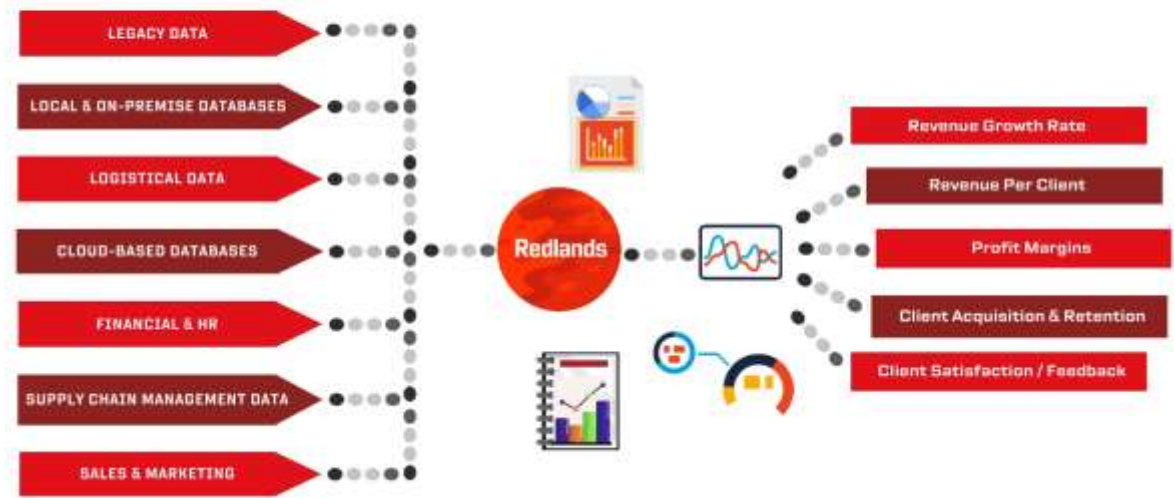 LEGACY DATA
LOCAL & ON-PREMISE DATABASES
LOGISTICAL DATA
CLOUD-BASED DATABASES
FINANCIAL & HR
SUPPLY CHAIN MANAGEMENT DATA
SALES & MARKETING
Redlands
Revenue Growth Rate
Revenue Per Client
Profit Margins
Client Acquisition & Retention
Client Satisfaction / Feedback